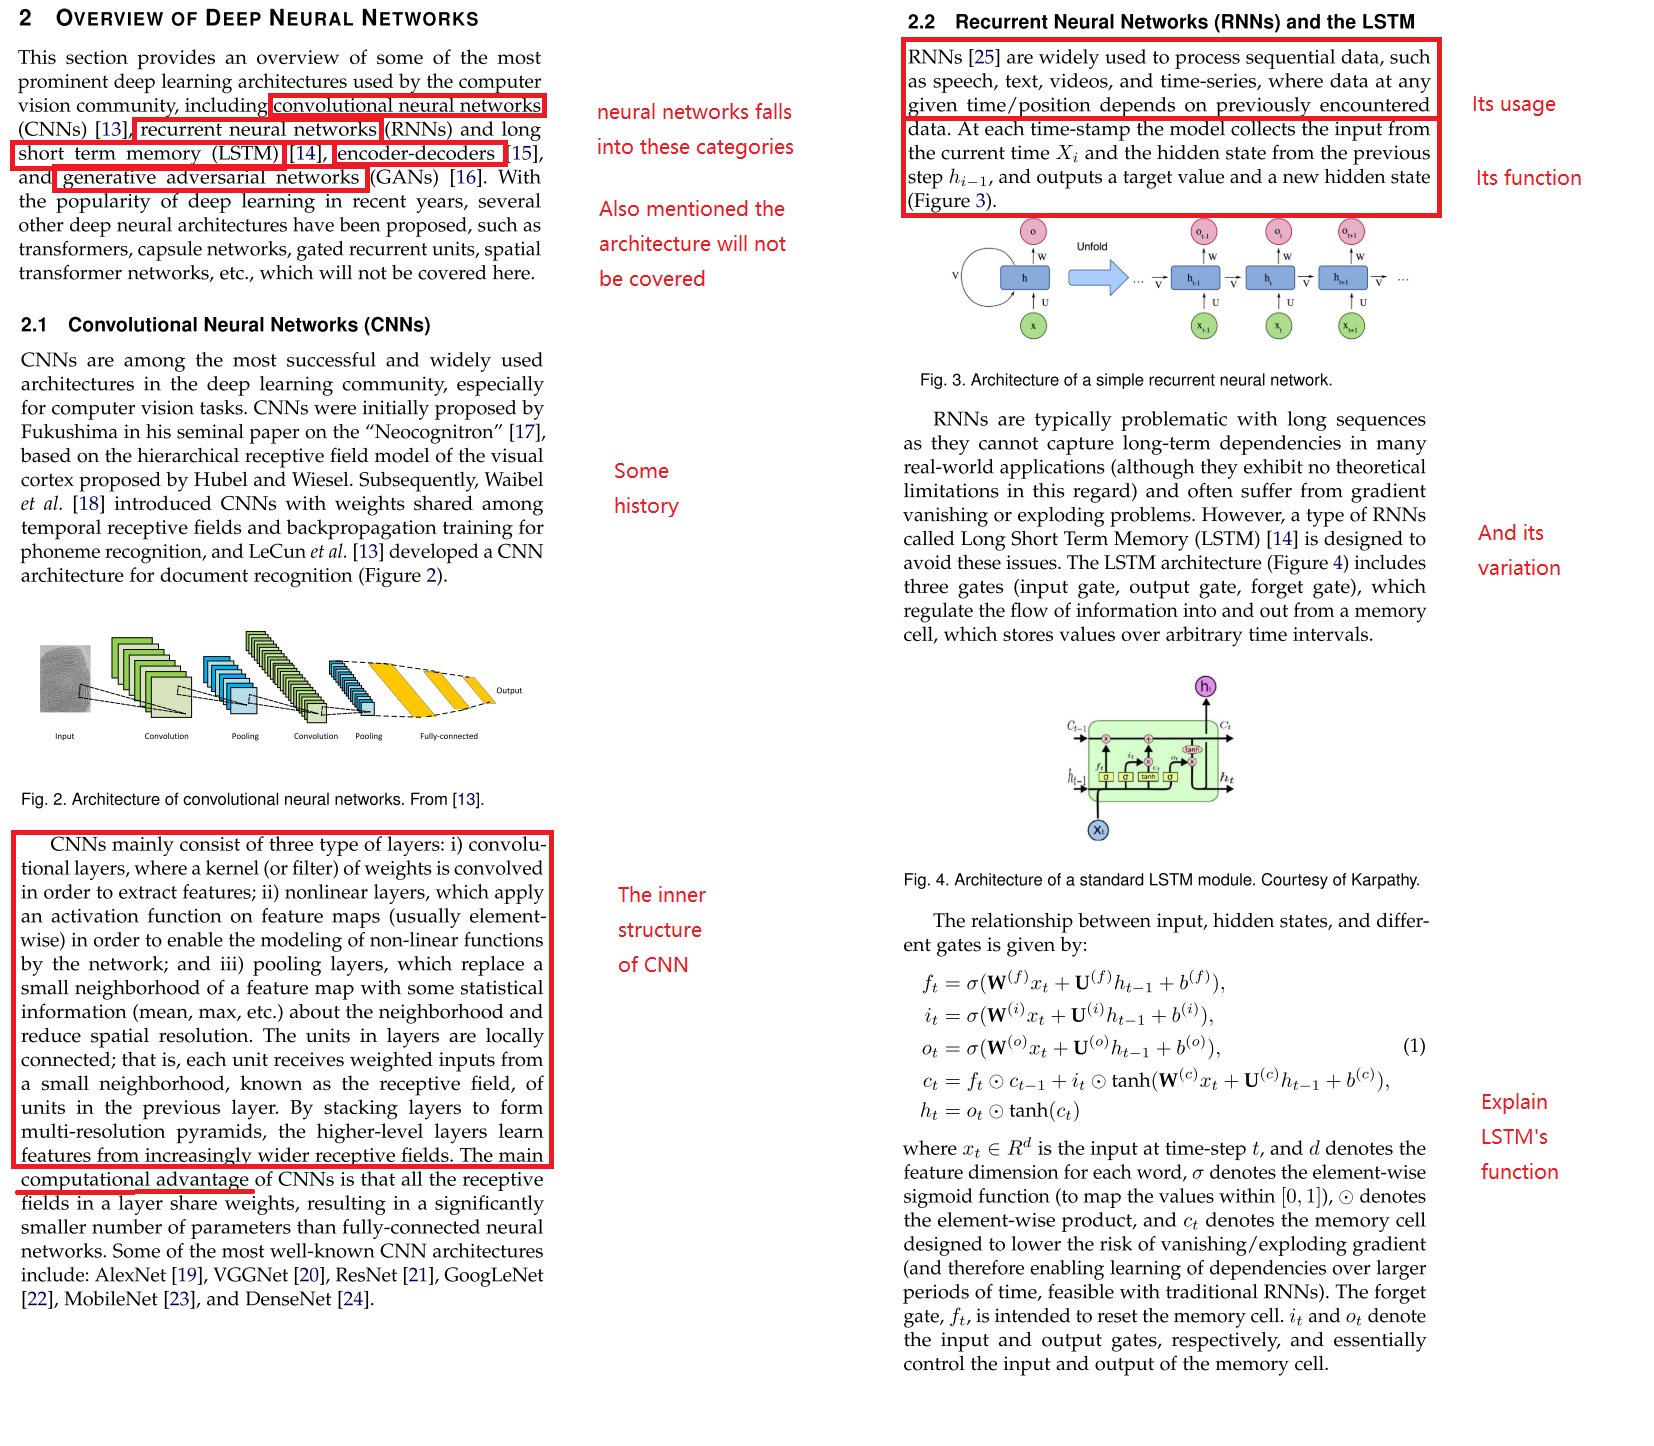 2 OVERVIEW OF DEEP NEURAL NETWORKS
This section provides an overview of some of the most
prominent deep learning architectures used by the computer
vision community, including convolutional neural networks
(CNNs) [13], recurrent neural networks (RNNs) and long
short term memory (LSTM) [14], encoder-decoders [15],
and generative adversarial networks (GANs) [16]. With
the popularity of deep learning in recent years, several
other deep neural architectures have been proposed, such as
transformers, capsule networks, gated recurrent units, spatial
transformer networks, etc., which will not be covered here.
neural networks falls
into these categories
Also mentioned the
architecture will not
be covered
2.1 Convolutional Neural Networks (CNNs)
CNNs are among the most successful and widely used
architectures in the deep learning community, especially
for computer vision tasks. CNNs were initially proposed by
Fukushima in his seminal paper on the “Neocognitron” [17],
based on the hierarchical receptive field model of the visual
cortex proposed by Hubel and Wiesel. Subsequently, Waibel
et al. [18] introduced CNNs with weights shared among
temporal receptive fields and backpropagation training for
phoneme recognition, and LeCun et al. [13] developed a CNN
architecture for document recognition (Figure 2).
Some
history
Output
Input Convolution Pooling Convolution Pooling Fully-connected
Fig. 2. Architecture of convolutional neural networks. From [13].
CNNs mainly consist of three type of layers: i) convolu-
tional layers, where a kernel (or filter) of weights is convolved
in order to extract features; ii) nonlinear layers, which apply
an activation function on feature maps (usually element-
wise) in order to enable the modeling of non-linear functions
by the network; and iii) pooling layers, which replace a
small neighborhood of a feature map with some statistical
information (mean, max, etc.) about the neighborhood and
reduce spatial resolution. The units in layers are locally
connected; that is, each unit receives weighted inputs from
a small neighborhood, known as the receptive field, of
units in the previous layer. By stacking layers to form
multi-resolution pyramids, the higher-level layers learn
features from increasingly wider receptive fields. The main
computational advantage of CNNs is that all the receptive
fields in a layer share weights, resulting in a significantly
smaller number of parameters than fully-connected neural
networks. Some of the most well-known CNN architectures
include: AlexNet [19], VGGNet [20], ResNet [21], GoogLeNet
[22], MobileNet [23], and DenseNet [24].
The inner
structure
of CNN
2.2 Recurrent Neural Networks (RNNs) and the LSTM
RNNs [25] are widely used to process sequential data, such
as speech, text, videos, and time-series, where data at any
given time/position depends on previously encountered
data. At each time-stamp the model collects the input from
the current time X_i and the hidden state from the previous
step h_{i−1}, and outputs a target value and a new hidden state
(Figure 3).
Its usage
Its function
o o_{t-1} o_t o_{t+1}
W W W W
Unfold
V h ... V h_{t-1} V h_t V h_{t+1} V ...
U U U U
x x_{t-1} x_t x_{t+1}
Fig. 3. Architecture of a simple recurrent neural network.
RNNs are typically problematic with long sequences
as they cannot capture long-term dependencies in many
real-world applications (although they exhibit no theoretical
limitations in this regard) and often suffer from gradient
vanishing or exploding problems. However, a type of RNNs
called Long Short Term Memory (LSTM) [14] is designed to
avoid these issues. The LSTM architecture (Figure 4) includes
three gates (input gate, output gate, forget gate), which
regulate the flow of information into and out from a memory
cell, which stores values over arbitrary time intervals.
And its
variation
h_t
C_{t-1} C_t
tanh
i_t o_t
f_t c_t
σ σ tanh σ
h_{t-1} h_t
X_t
Fig. 4. Architecture of a standard LSTM module. Courtesy of Karpathy.
The relationship between input, hidden states, and differ-
ent gates is given by:
f_t = σ(W^{(f)}x_t + U^{(f)}h_{t−1} + b^{(f)}),
i_t = σ(W^{(i)}x_t + U^{(i)}h_{t−1} + b^{(i)}),
o_t = σ(W^{(o)}x_t + U^{(o)}h_{t−1} + b^{(o)}), (1)
c_t = f_t ⊙ c_{t−1} + i_t ⊙ tanh(W^{(c)}x_t + U^{(c)}h_{t−1} + b^{(c)}),
h_t = o_t ⊙ tanh(c_t)
where x_t ∈ R^d is the input at time-step t, and d denotes the
feature dimension for each word, σ denotes the element-wise
sigmoid function (to map the values within [0, 1]), ⊙ denotes
the element-wise product, and c_t denotes the memory cell
designed to lower the risk of vanishing/exploding gradient
(and therefore enabling learning of dependencies over larger
periods of time, feasible with traditional RNNs). The forget
gate, f_t, is intended to reset the memory cell. i_t and o_t denote
the input and output gates, respectively, and essentially
control the input and output of the memory cell.
Explain
LSTM's
function